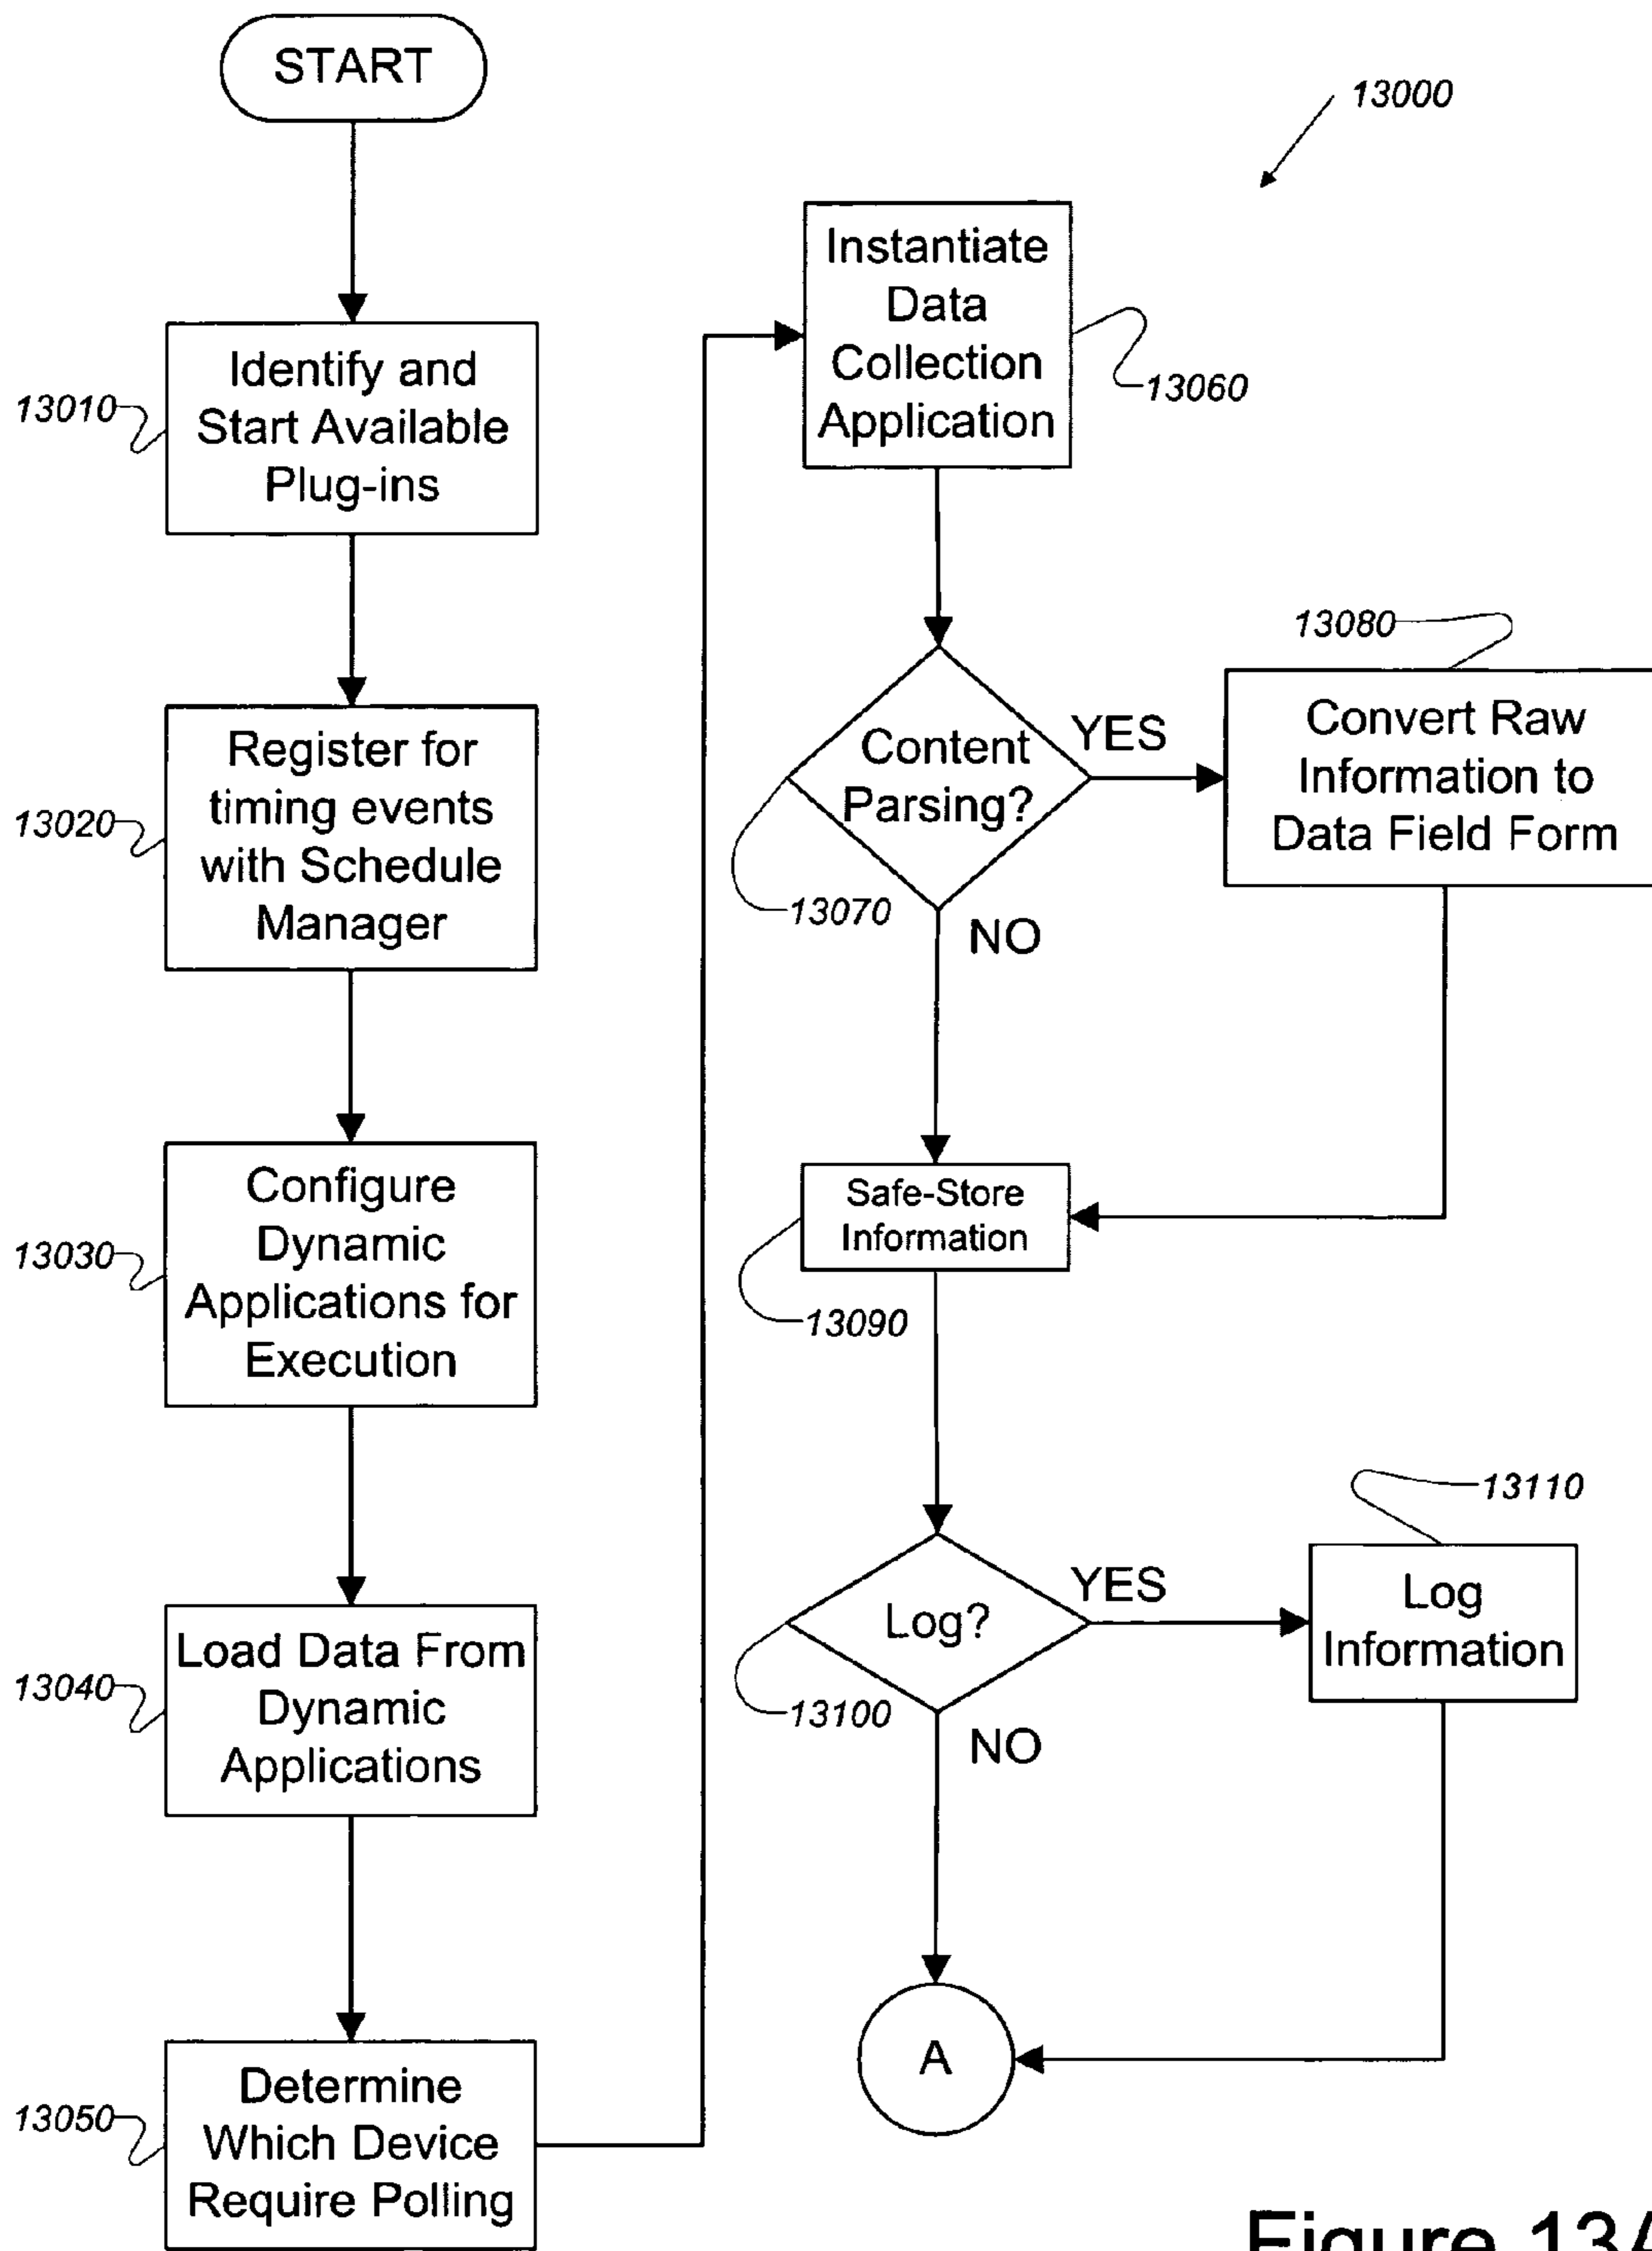 START
13000
13010
Identify and
Start Available
Plug-ins
13020
Register for
timing events
with Schedule
Manager
13030
Configure
Dynamic
Applications for
Execution
13040
Load Data From
Dynamic
Applications
13050
Determine
Which Device
Require Polling
Instantiate
Data
Collection
Application
13060
Content
Parsing?
YES
13070
NO
13080
Convert Raw
Information to
Data Field Form
Safe-Store
Information
13090
Log?
YES
13100
NO
13110
Log
Information
A
Figure 13A